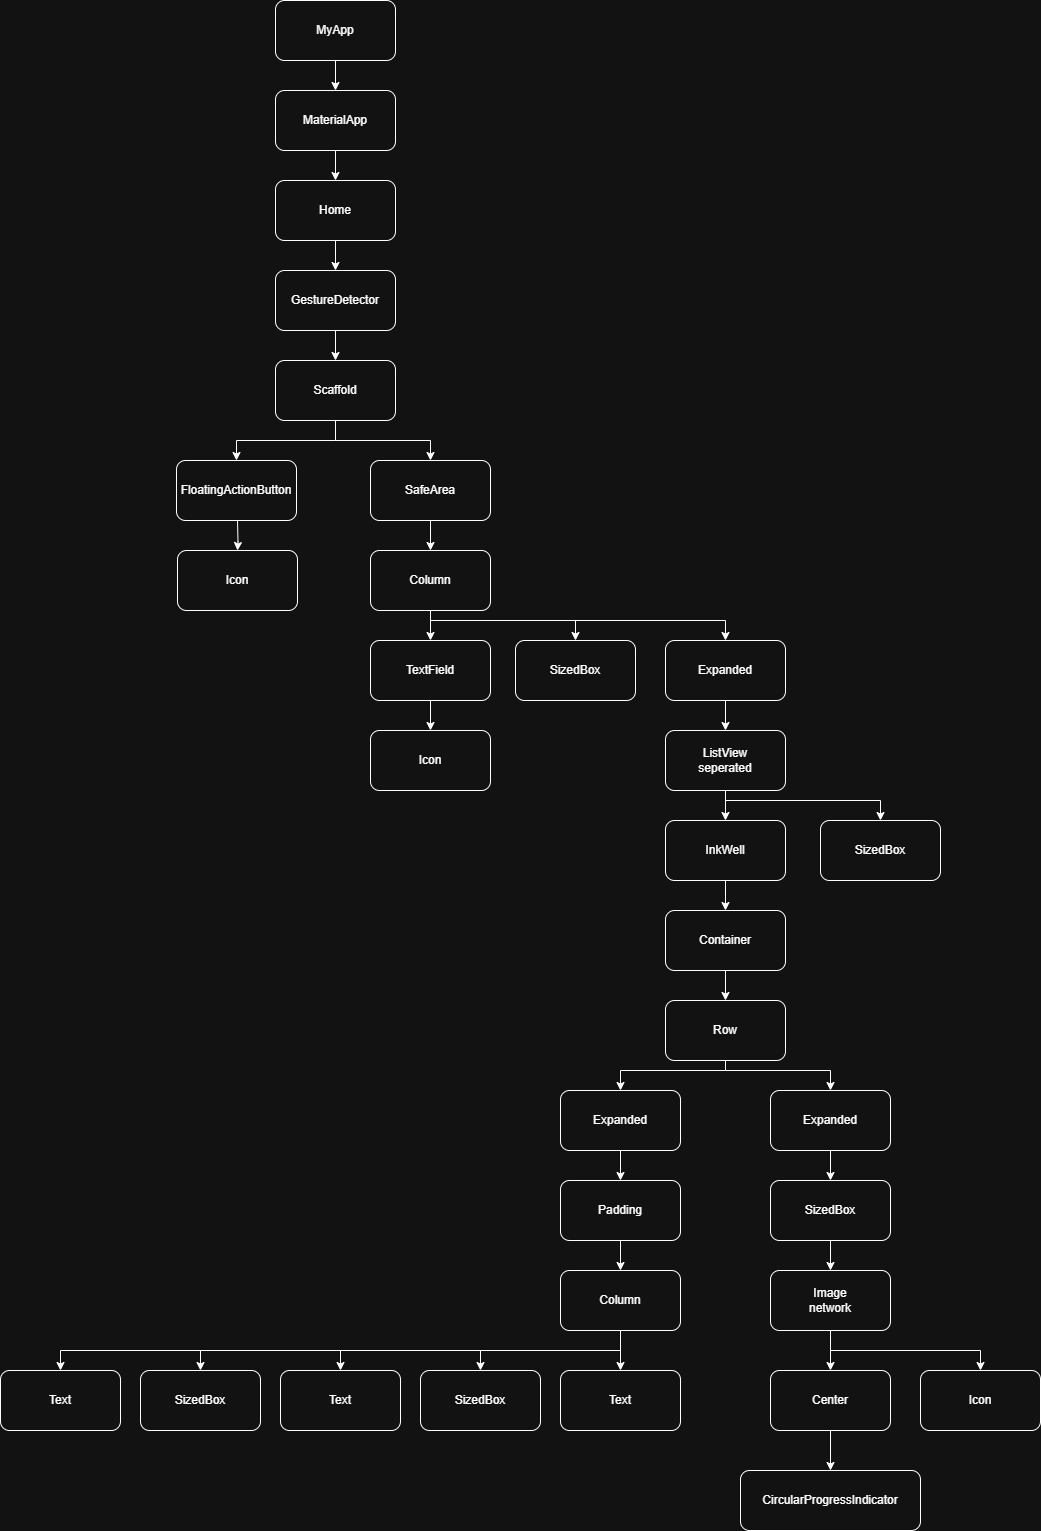 MyApp
MaterialApp
Home
GestureDetector
Scaffold
FloatingActionButton
SafeArea
Icon
Column
TextField
SizedBox
Expanded
Icon
ListView
seperated
InkWell
SizedBox
Container
Row
Expanded
Expanded
Padding
SizedBox
Column
Image
network
Text
SizedBox
Text
SizedBox
Text
Center
Icon
CircularProgressIndicator